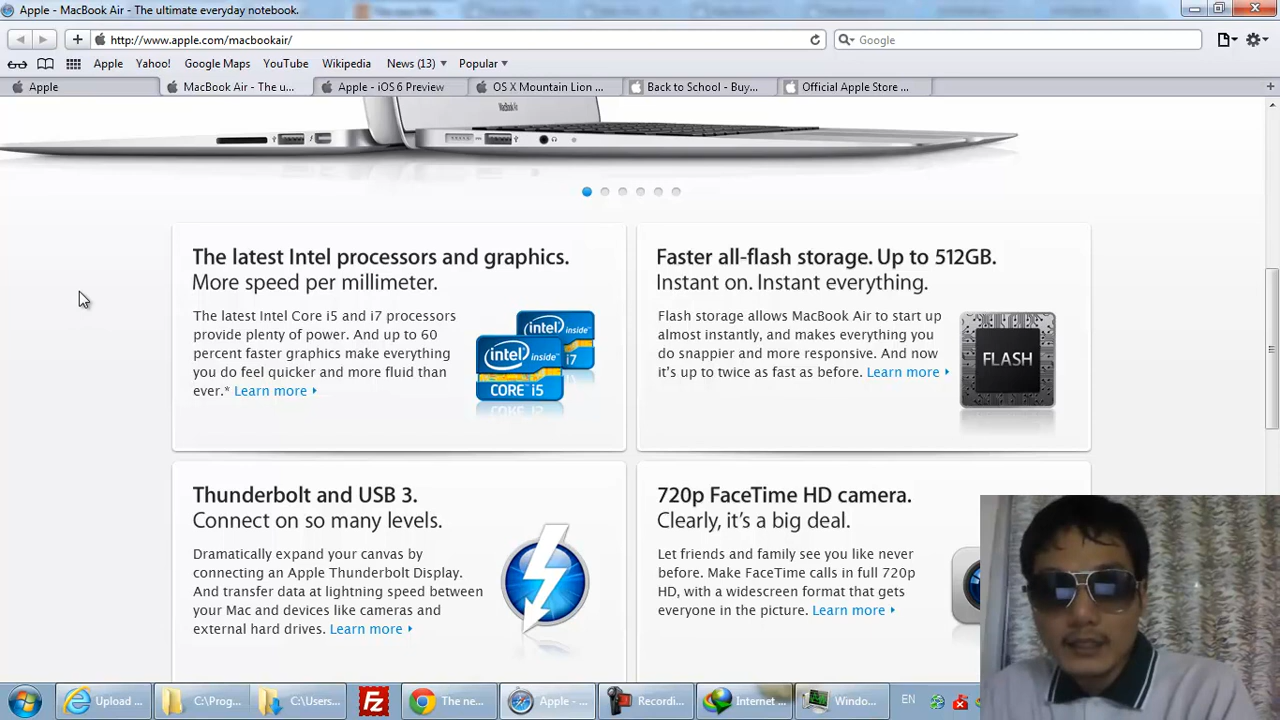 Apple - MacBook Air - The ultimate everyday notebook.
http://www.apple.com/macbookair/
Google
Apple Yahoo! Google Maps YouTube Wikipedia News (13) Popular
Apple
MacBook Air - The u...
Apple - iOS 6 Preview
OS X Mountain Lion ...
Back to School - Buy...
Official Apple Store ...
MacBook Air
The latest Intel processors and graphics.
More speed per millimeter.
The latest Intel Core i5 and i7 processors
provide plenty of power. And up to 60
percent faster graphics make everything
you do feel quicker and more fluid than
ever.* Learn more
intel inside
i7
intel inside
CORE i5
Faster all-flash storage. Up to 512GB.
Instant on. Instant everything.
Flash storage allows MacBook Air to start up
almost instantly, and makes everything you
do snappier and more responsive. And now
it's up to twice as fast as before. Learn more
FLASH
Thunderbolt and USB 3.
Connect on so many levels.
Dramatically expand your canvas by
connecting an Apple Thunderbolt Display.
And transfer data at lightning speed between
your Mac and devices like cameras and
external hard drives. Learn more
720p FaceTime HD camera.
Clearly, it's a big deal.
Let friends and family see you like never
before. Make FaceTime calls in full 720p
HD, with a widescreen format that gets
everyone in the picture. Learn more
Upload ...
C:\Prog...
C:\Users...
FZ
The ne...
Apple - ...
Recordi...
Internet ...
Windo...
EN